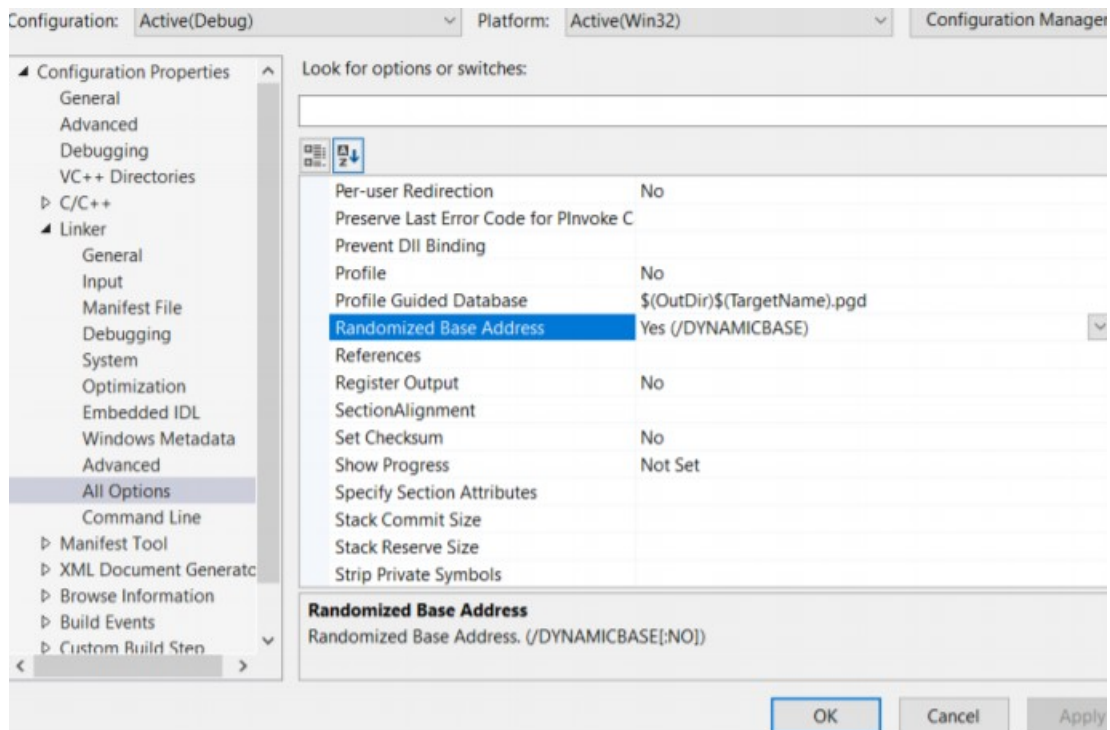 Configuration: Active(Debug) Platform: Active(Win32) Configuration Manager
Look for options or switches:
Configuration Properties
General
Advanced
Debugging
VC++ Directories
C/C++
Linker
General
Input
Manifest File
Debugging
System
Optimization
Embedded IDL
Windows Metadata
Advanced
All Options
Command Line
Manifest Tool
XML Document Generatc
Browse Information
Build Events
Custom Build Step
Per-user Redirection No
Preserve Last Error Code for PInvoke C
Prevent Dll Binding
Profile No
Profile Guided Database $(OutDir)$(TargetName).pgd
Randomized Base Address Yes (/DYNAMICBASE)
References
Register Output No
SectionAlignment
Set Checksum No
Show Progress Not Set
Specify Section Attributes
Stack Commit Size
Stack Reserve Size
Strip Private Symbols
Randomized Base Address
Randomized Base Address. (/DYNAMICBASE[:NO])
OK Cancel Apply